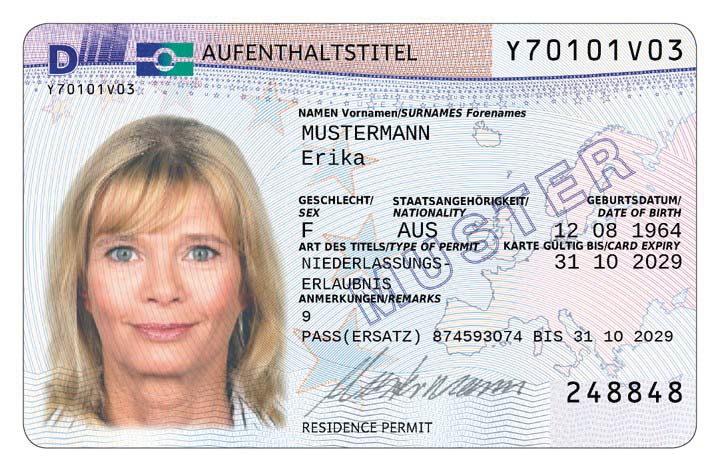 D
AUFENTHALTSTITEL
Y70101V03
Y70101V03
NAMEN Vornamen/SURNAMES Forenames
MUSTERMANN
Erika
GESCHLECHT/ STAATSANGEHÖRIGKEIT/ GEBURTSDATUM/
SEX NATIONALITY DATE OF BIRTH
F AUS 12 08 1964
ART DES TITELS/TYPE OF PERMIT KARTE GÜLTIG BIS/CARD EXPIRY
NIEDERLASSUNGS- 31 10 2029
ERLAUBNIS
ANMERKUNGEN/REMARKS
9
PASS(ERSATZ) 874593074 BIS 31 10 2029
MUSTER
Mustermann
248848
RESIDENCE PERMIT